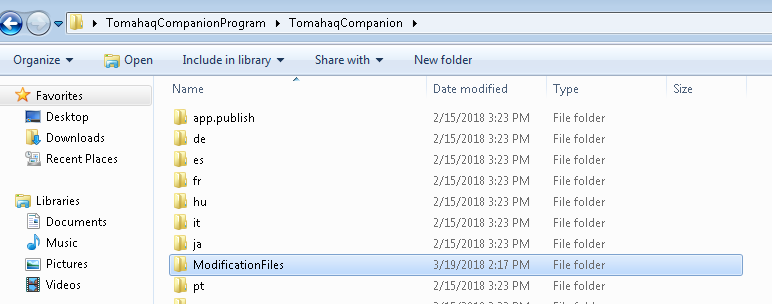 TomahaqCompanionProgram TomahaqCompanion
Organize Open Include in library Share with New folder
Favorites
Desktop
Downloads
Recent Places
Libraries
Documents
Music
Pictures
Videos
Name Date modified Type Size
app.publish 2/15/2018 3:23 PM File folder
de 2/15/2018 3:23 PM File folder
es 2/15/2018 3:23 PM File folder
fr 2/15/2018 3:23 PM File folder
hu 2/15/2018 3:23 PM File folder
it 2/15/2018 3:23 PM File folder
ja 2/15/2018 3:23 PM File folder
ModificationFiles 3/19/2018 2:17 PM File folder
pt 2/15/2018 3:23 PM File folder